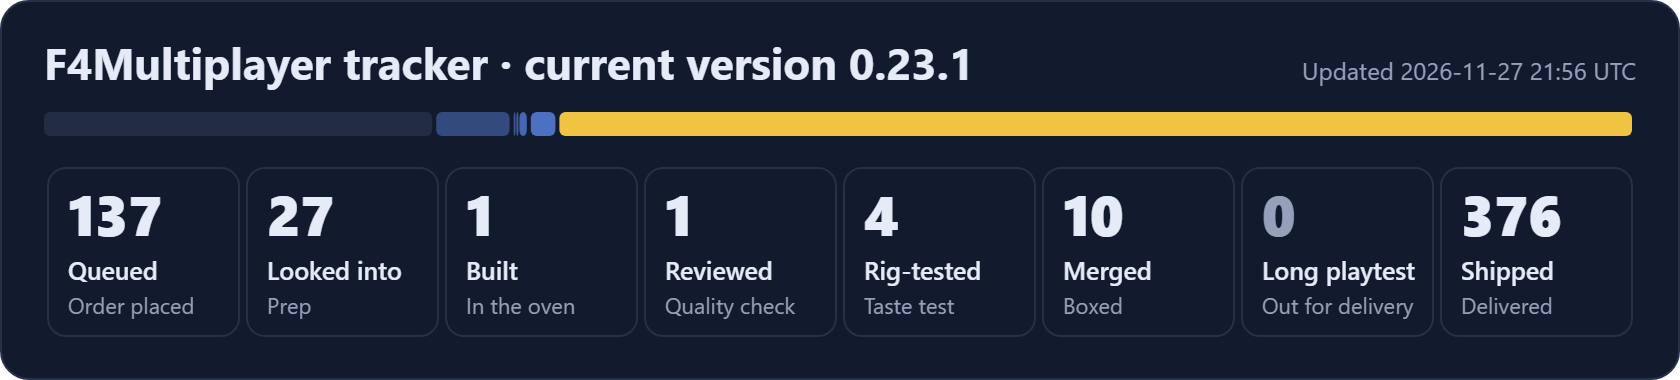 F4Multiplayer tracker · current version 0.23.1
Updated 2026-11-27 21:56 UTC
137
Queued
Order placed
27
Looked into
Prep
1
Built
In the oven
1
Reviewed
Quality check
4
Rig-tested
Taste test
10
Merged
Boxed
0
Long playtest
Out for delivery
376
Shipped
Delivered